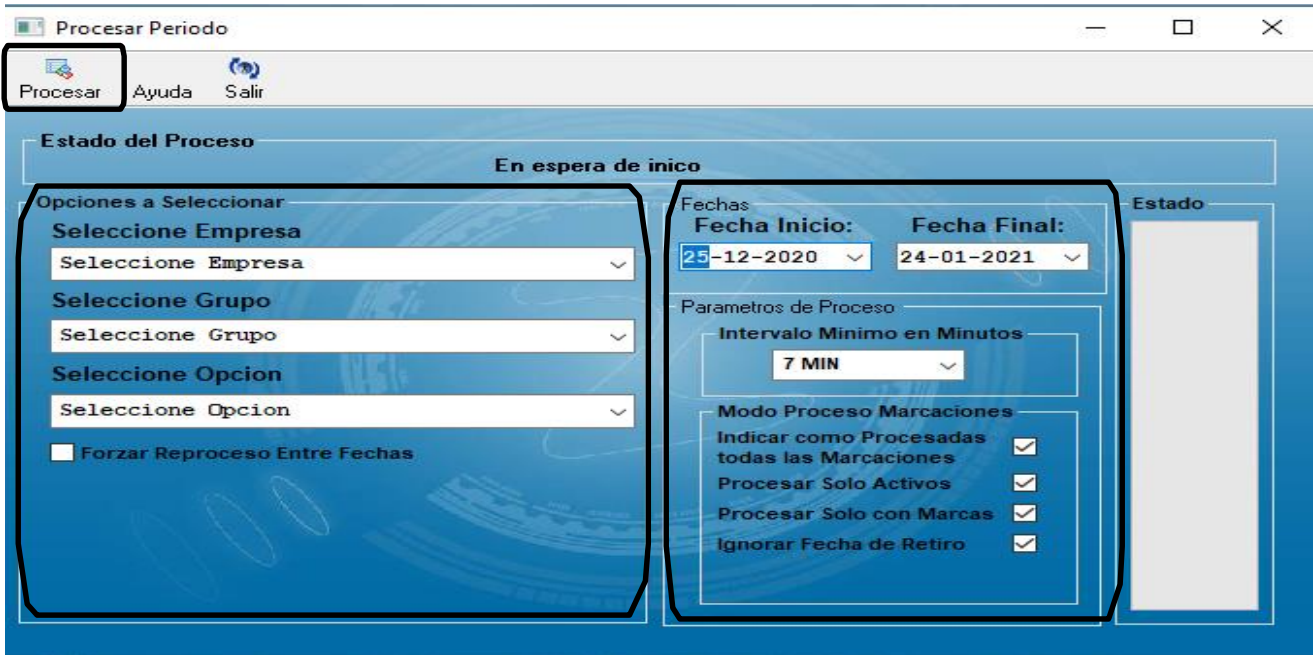 Procesar Periodo
Procesar Ayuda Salir
Estado del Proceso
En espera de inico
Opciones a Seleccionar
Seleccione Empresa
Seleccione Empresa
Seleccione Grupo
Seleccione Grupo
Seleccione Opcion
Seleccione Opcion
Forzar Reproceso Entre Fechas
Fechas
Fecha Inicio: Fecha Final:
25-12-2020 24-01-2021
Parametros de Proceso
Intervalo Minimo en Minutos
7 MIN
Modo Proceso Marcaciones
Indicar como Procesadas
todas las Marcaciones
Procesar Solo Activos
Procesar Solo con Marcas
Ignorar Fecha de Retiro
Estado